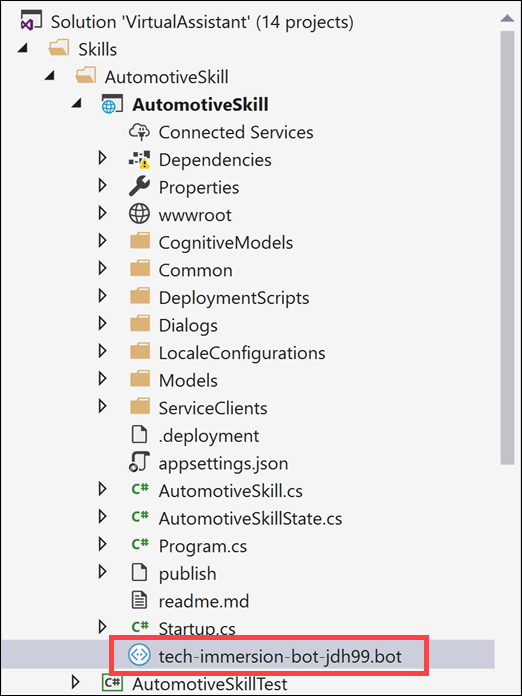 Solution 'VirtualAssistant' (14 projects)
Skills
AutomotiveSkill
AutomotiveSkill
Connected Services
Dependencies
Properties
wwwroot
CognitiveModels
Common
DeploymentScripts
Dialogs
LocaleConfigurations
Models
ServiceClients
.deployment
appsettings.json
C# AutomotiveSkill.cs
C# AutomotiveSkillState.cs
C# Program.cs
publish
readme.md
C# Startup.cs
tech-immersion-bot-jdh99.bot
C# AutomotiveSkillTest